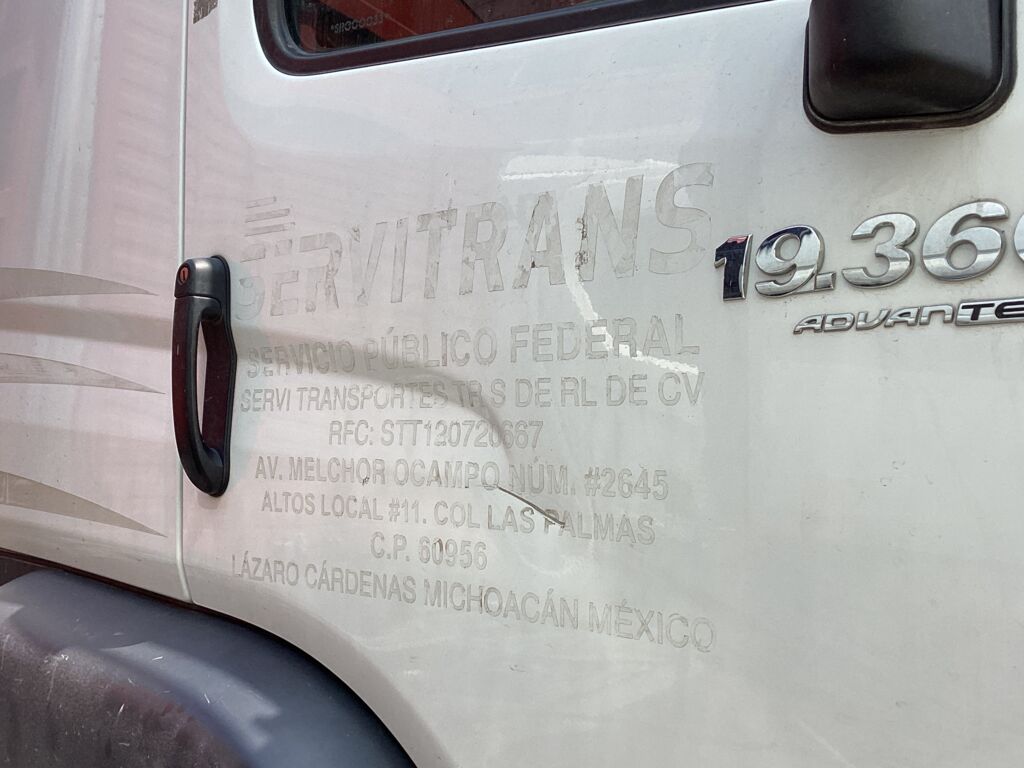 SERVITRANS
19.36
ADVANTE
SERVICIO PÚBLICO FEDERAL
SERVI TRANSPORTES TR S DE RL DE CV
RFC: STT120720667
AV. MELCHOR OCAMPO NÚM. #2645
ALTOS LOCAL #11. COL LAS PALMAS
C.P. 60956
LÁZARO CÁRDENAS MICHOACÁN MÉXICO